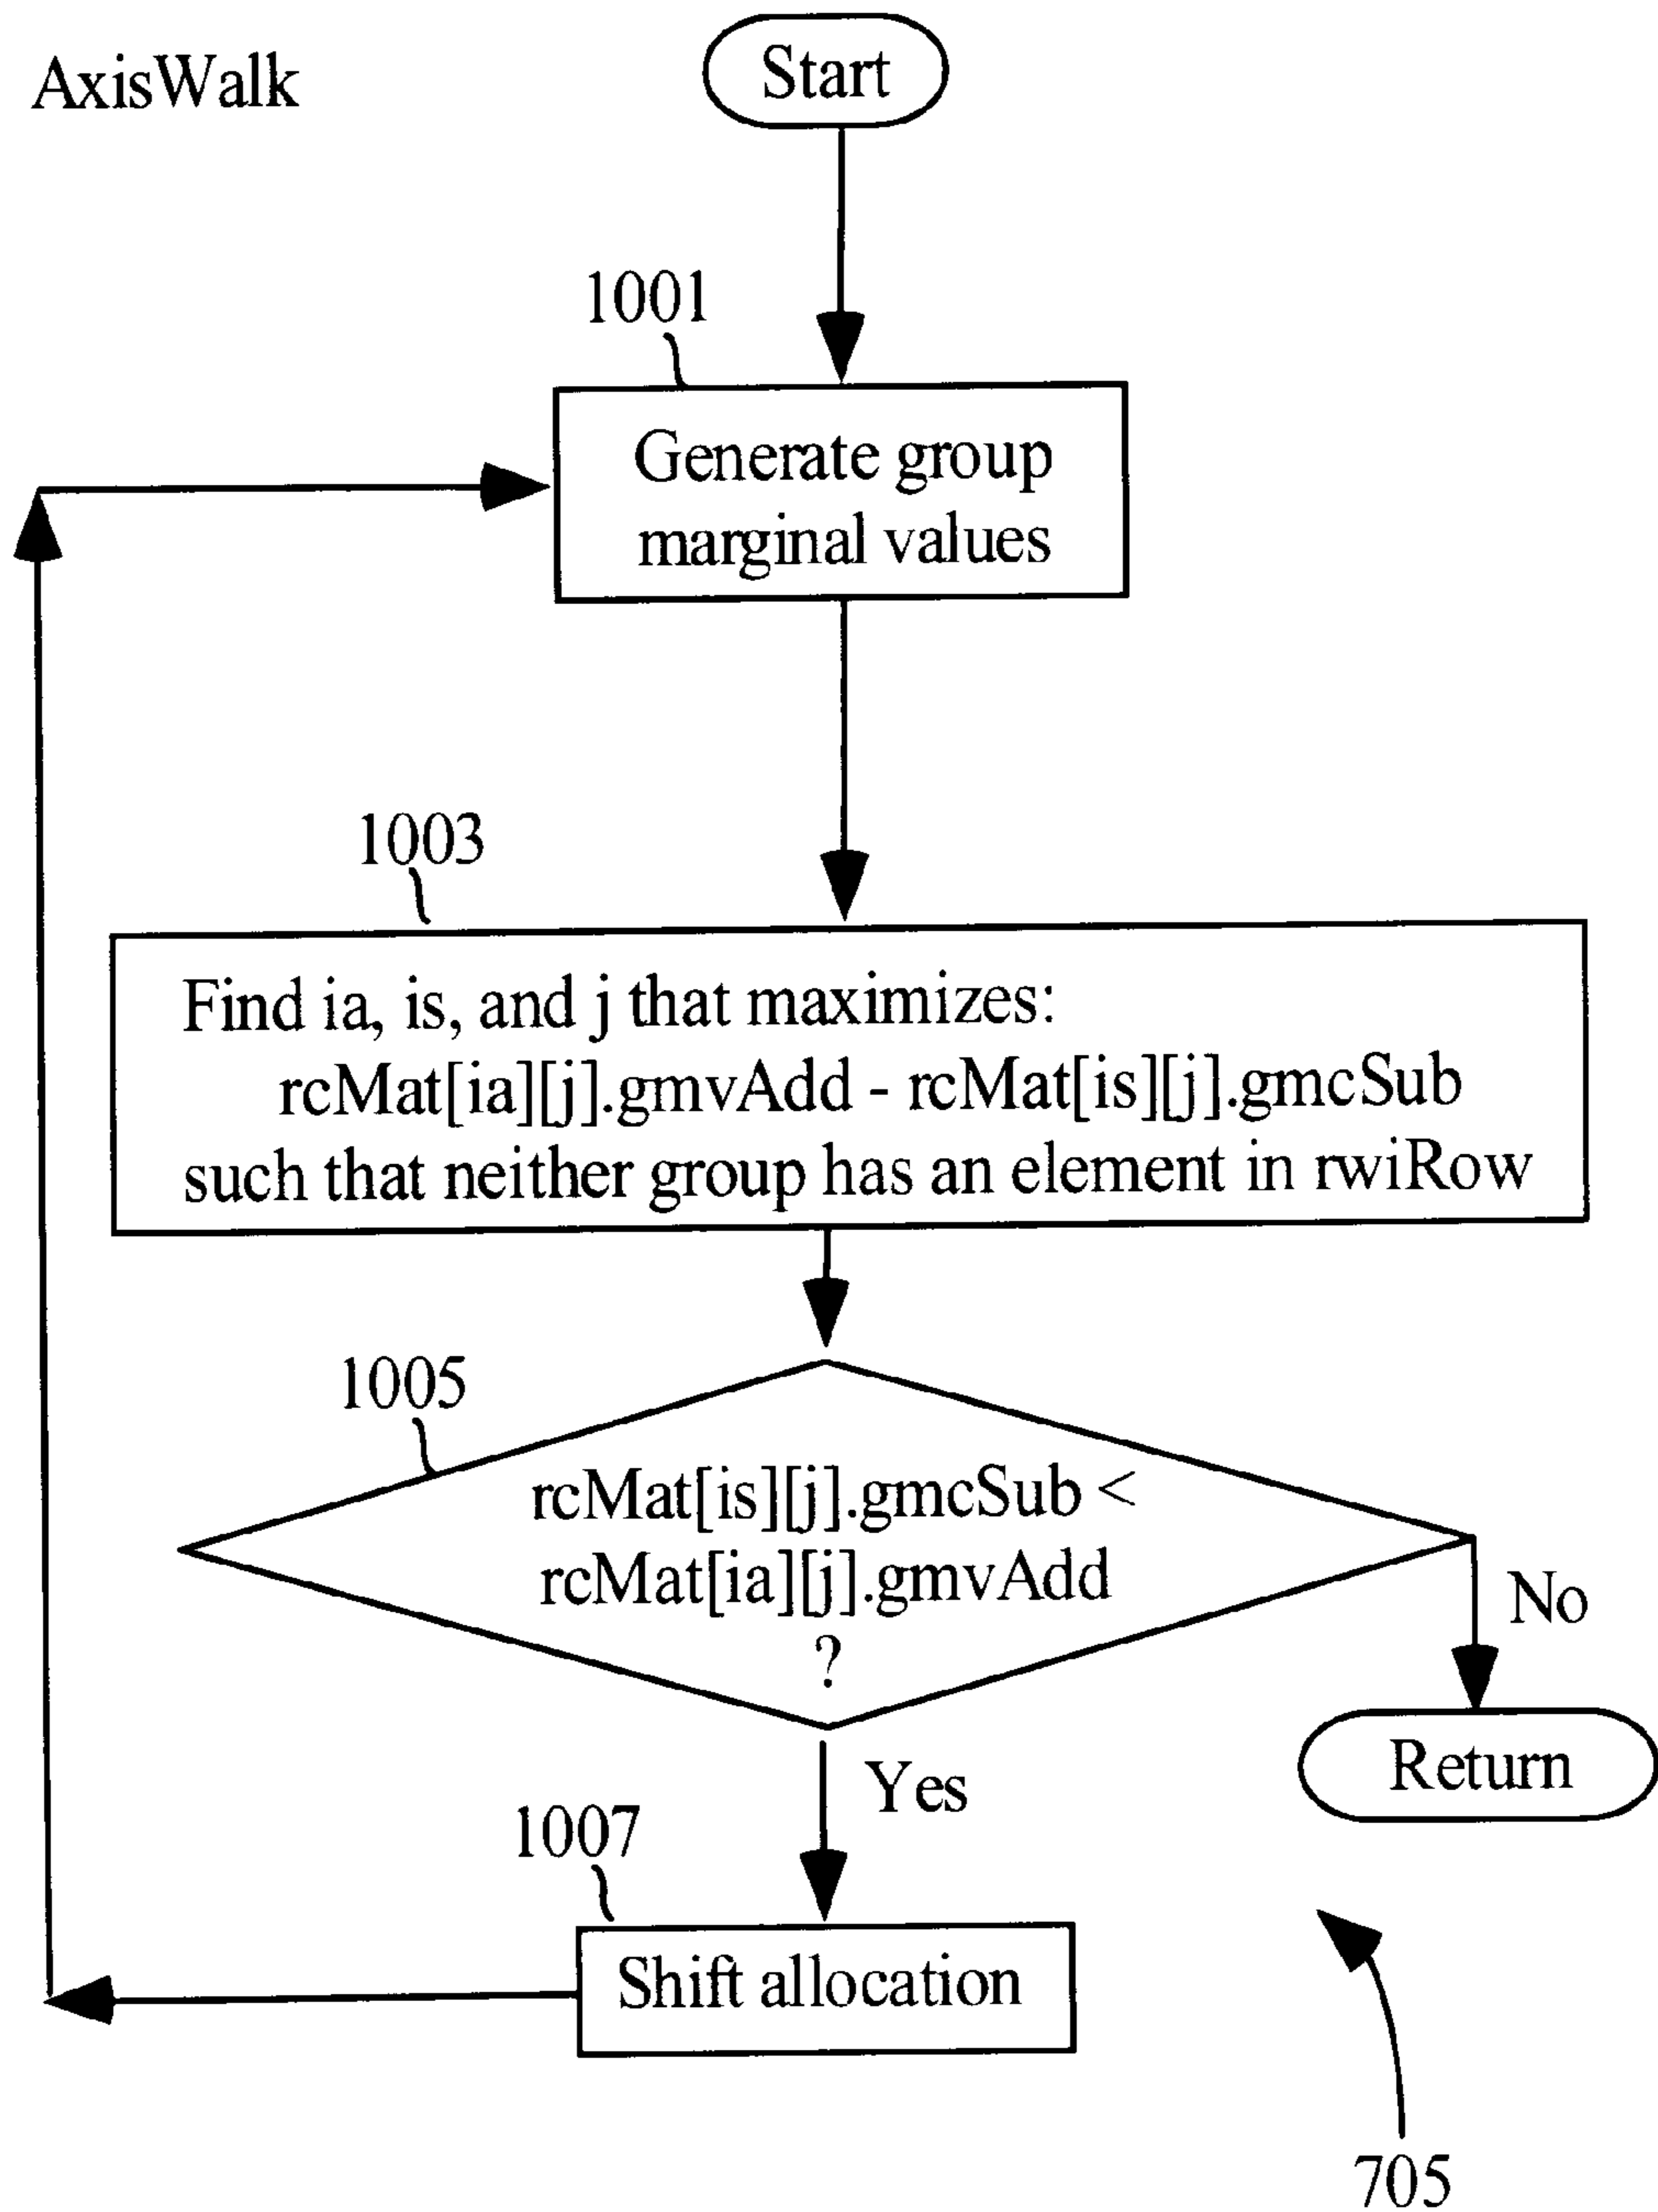 AxisWalk
Start
1001
Generate group
marginal values
1003
Find ia, is, and j that maximizes:
rcMat[ia][j].gmvAdd - rcMat[is][j].gmcSub
such that neither group has an element in rwiRow
1005
rcMat[is][j].gmcSub <
rcMat[ia][j].gmvAdd
?
No
Return
Yes
1007
Shift allocation
705